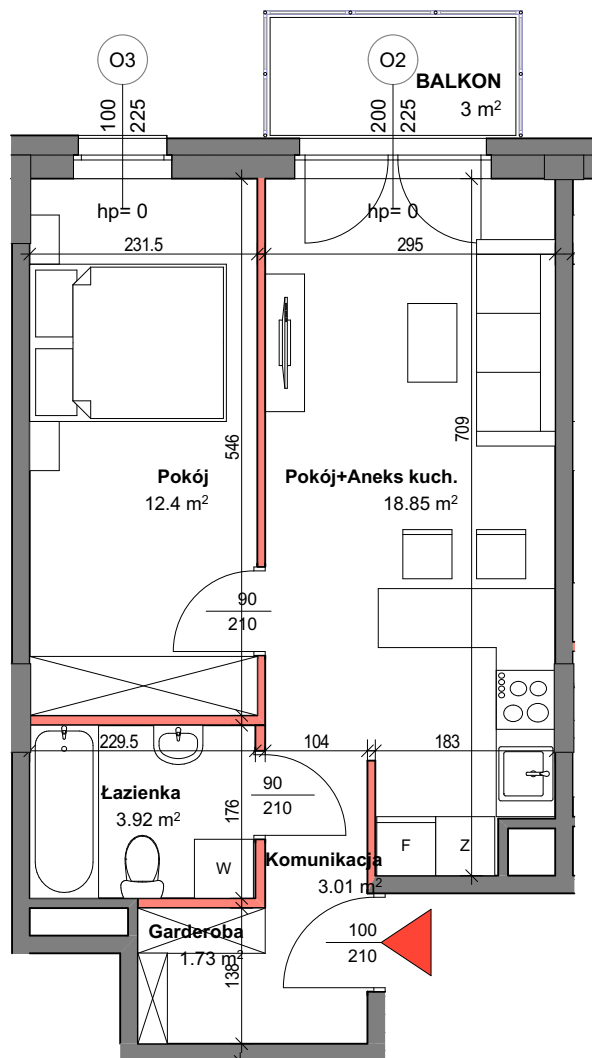 O3
O2
BALKON
3 m²
100
225
200
225
hp= 0
hp= 0
231.5
295
546
709
Pokój
12.4 m²
Pokój+Aneks kuch.
18.85 m²
90
210
229.5
104
183
90
210
Łazienka
3.92 m²
176
W
F
Z
Komunikacja
3.01 m²
Garderoba
1.73 m²
138
100
210